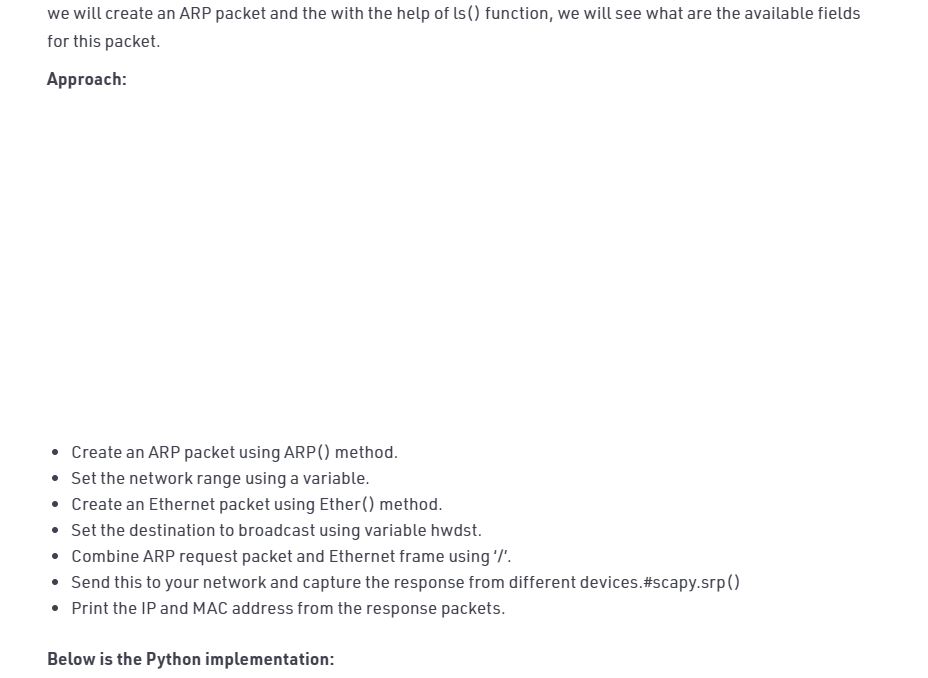 we will create an ARP packet and the with the help of ls() function, we will see what are the available fields
for this packet.
Approach:
• Create an ARP packet using ARP() method.
• Set the network range using a variable.
• Create an Ethernet packet using Ether() method.
• Set the destination to broadcast using variable hwdst.
• Combine ARP request packet and Ethernet frame using ‘/’.
• Send this to your network and capture the response from different devices.#scapy.srp()
• Print the IP and MAC address from the response packets.
Below is the Python implementation: